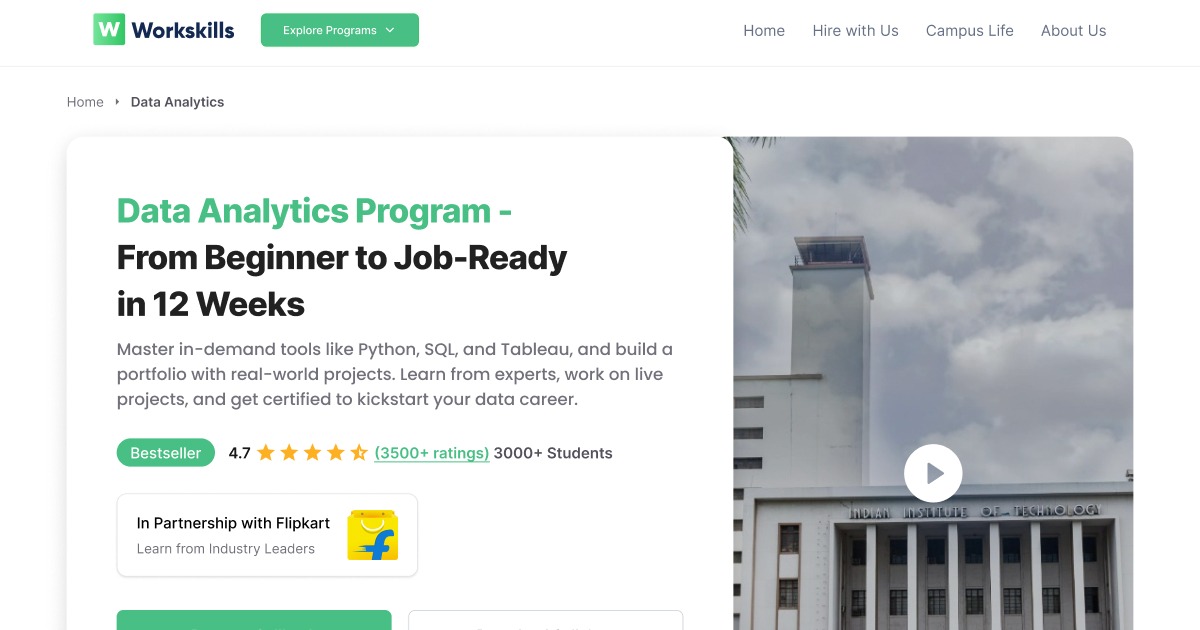 W Workskills
Explore Programs
Home Hire with Us Campus Life About Us
Home Data Analytics
Data Analytics Program -
From Beginner to Job-Ready
in 12 Weeks
Master in-demand tools like Python, SQL, and Tableau, and build a
portfolio with real-world projects. Learn from experts, work on live
projects, and get certified to kickstart your data career.
Bestseller 4.7 (3500+ ratings) 3000+ Students
In Partnership with Flipkart
Learn from Industry Leaders
f
INDIAN INSTITUTE OF TECHNOLOGY